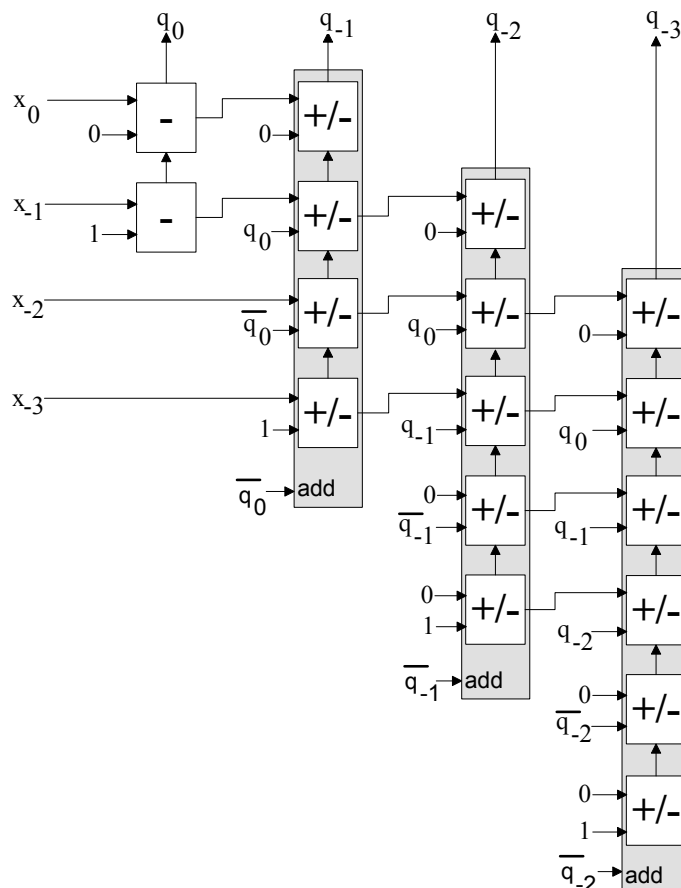 q₀ q₋₁ q₋₂ q₋₃
x₀ - +/-
0 0
x₋₁ - +/- +/-
1 q₀ 0
x₋₂ +/- +/- +/-
q̅₀ q₀ 0
x₋₃ +/- +/- +/-
1 q₋₁ q₀
q̅₀ add 0 +/- +/-
q̅₋₁ q₋₁
0 +/- +/-
1 q₋₂
q̅₋₁ add 0 +/-
q̅₋₂
0 +/-
1
q̅₋₂ add